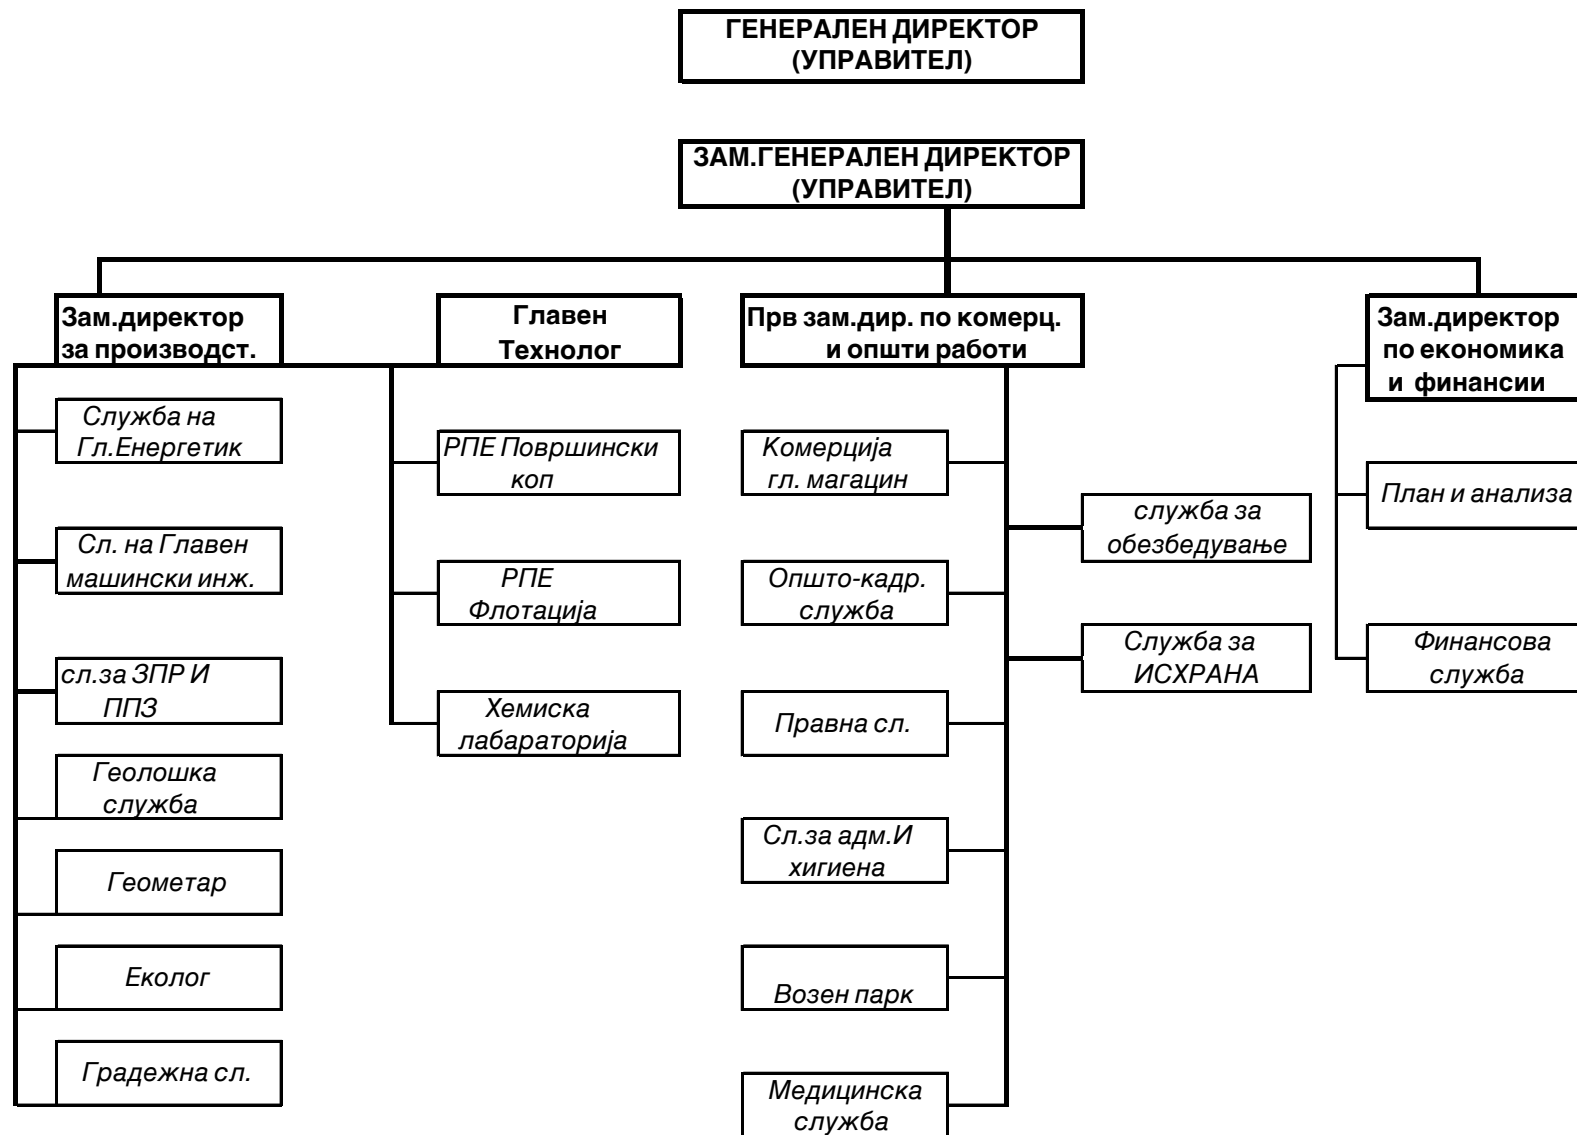 ГЕНЕРАЛЕН ДИРЕКТОР
(УПРАВИТЕЛ)
ЗАМ.ГЕНЕРАЛЕН ДИРЕКТОР
(УПРАВИТЕЛ)
Зам.директор
за производст.
Главен
Технолог
Прв зам.дир. по комерц.
и општи работи
Зам.директор
по економика
и финансии
Служба на
Гл.Енергетик
Сл. на Главен
машински инж.
сл.за ЗПР И
ППЗ
Геолошка
служба
Геометар
Еколог
Градежна сл.
РПЕ Површински
коп
РПЕ
Флотација
Хемиска
лабараторија
Комерција
гл. магацин
Општо-кадр.
служба
Правна сл.
Сл.за адм.И
хигиена
Возен парк
Медицинска
служба
служба за
обезбедување
Служба за
ИСХРАНА
План и анализа
Финансова
служба